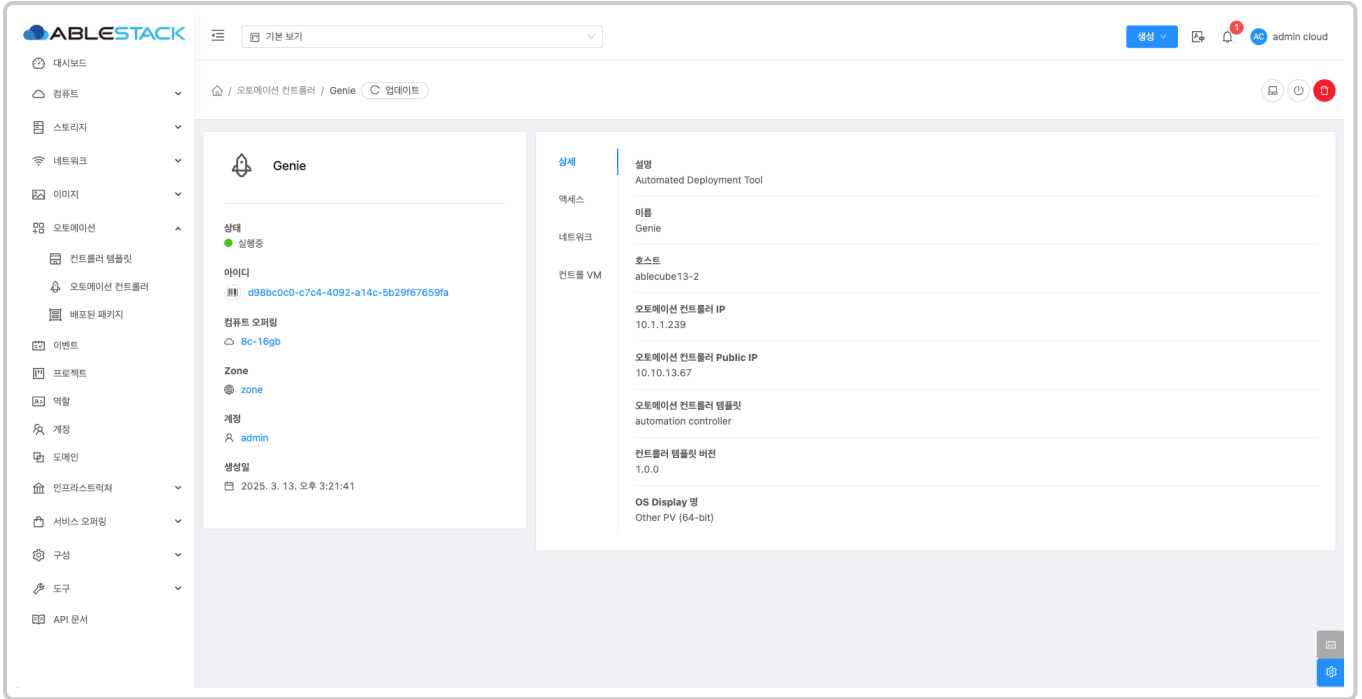 ABLESTACK
기본 보기
생성
1
AC
admin cloud
대시보드
컴퓨트
스토리지
네트워크
이미지
오토메이션
컨트롤러 템플릿
오토메이션 컨트롤러
배포된 패키지
이벤트
프로젝트
역할
계정
도메인
인프라스트럭쳐
서비스 오퍼링
구성
도구
API 문서
/ 오토메이션 컨트롤러 / Genie
업데이트
Genie
상태
실행중
아이디
d98bc0c0-c7c4-4092-a14c-5b29f67659fa
컴퓨트 오퍼링
8c-16gb
Zone
zone
계정
admin
생성일
2025. 3. 13. 오후 3:21:41
상세
액세스
네트워크
컨트롤 VM
설명
Automated Deployment Tool
이름
Genie
호스트
ablecube13-2
오토메이션 컨트롤러 IP
10.1.1.239
오토메이션 컨트롤러 Public IP
10.10.13.67
오토메이션 컨트롤러 템플릿
automation controller
컨트롤러 템플릿 버전
1.0.0
OS Display 명
Other PV (64-bit)